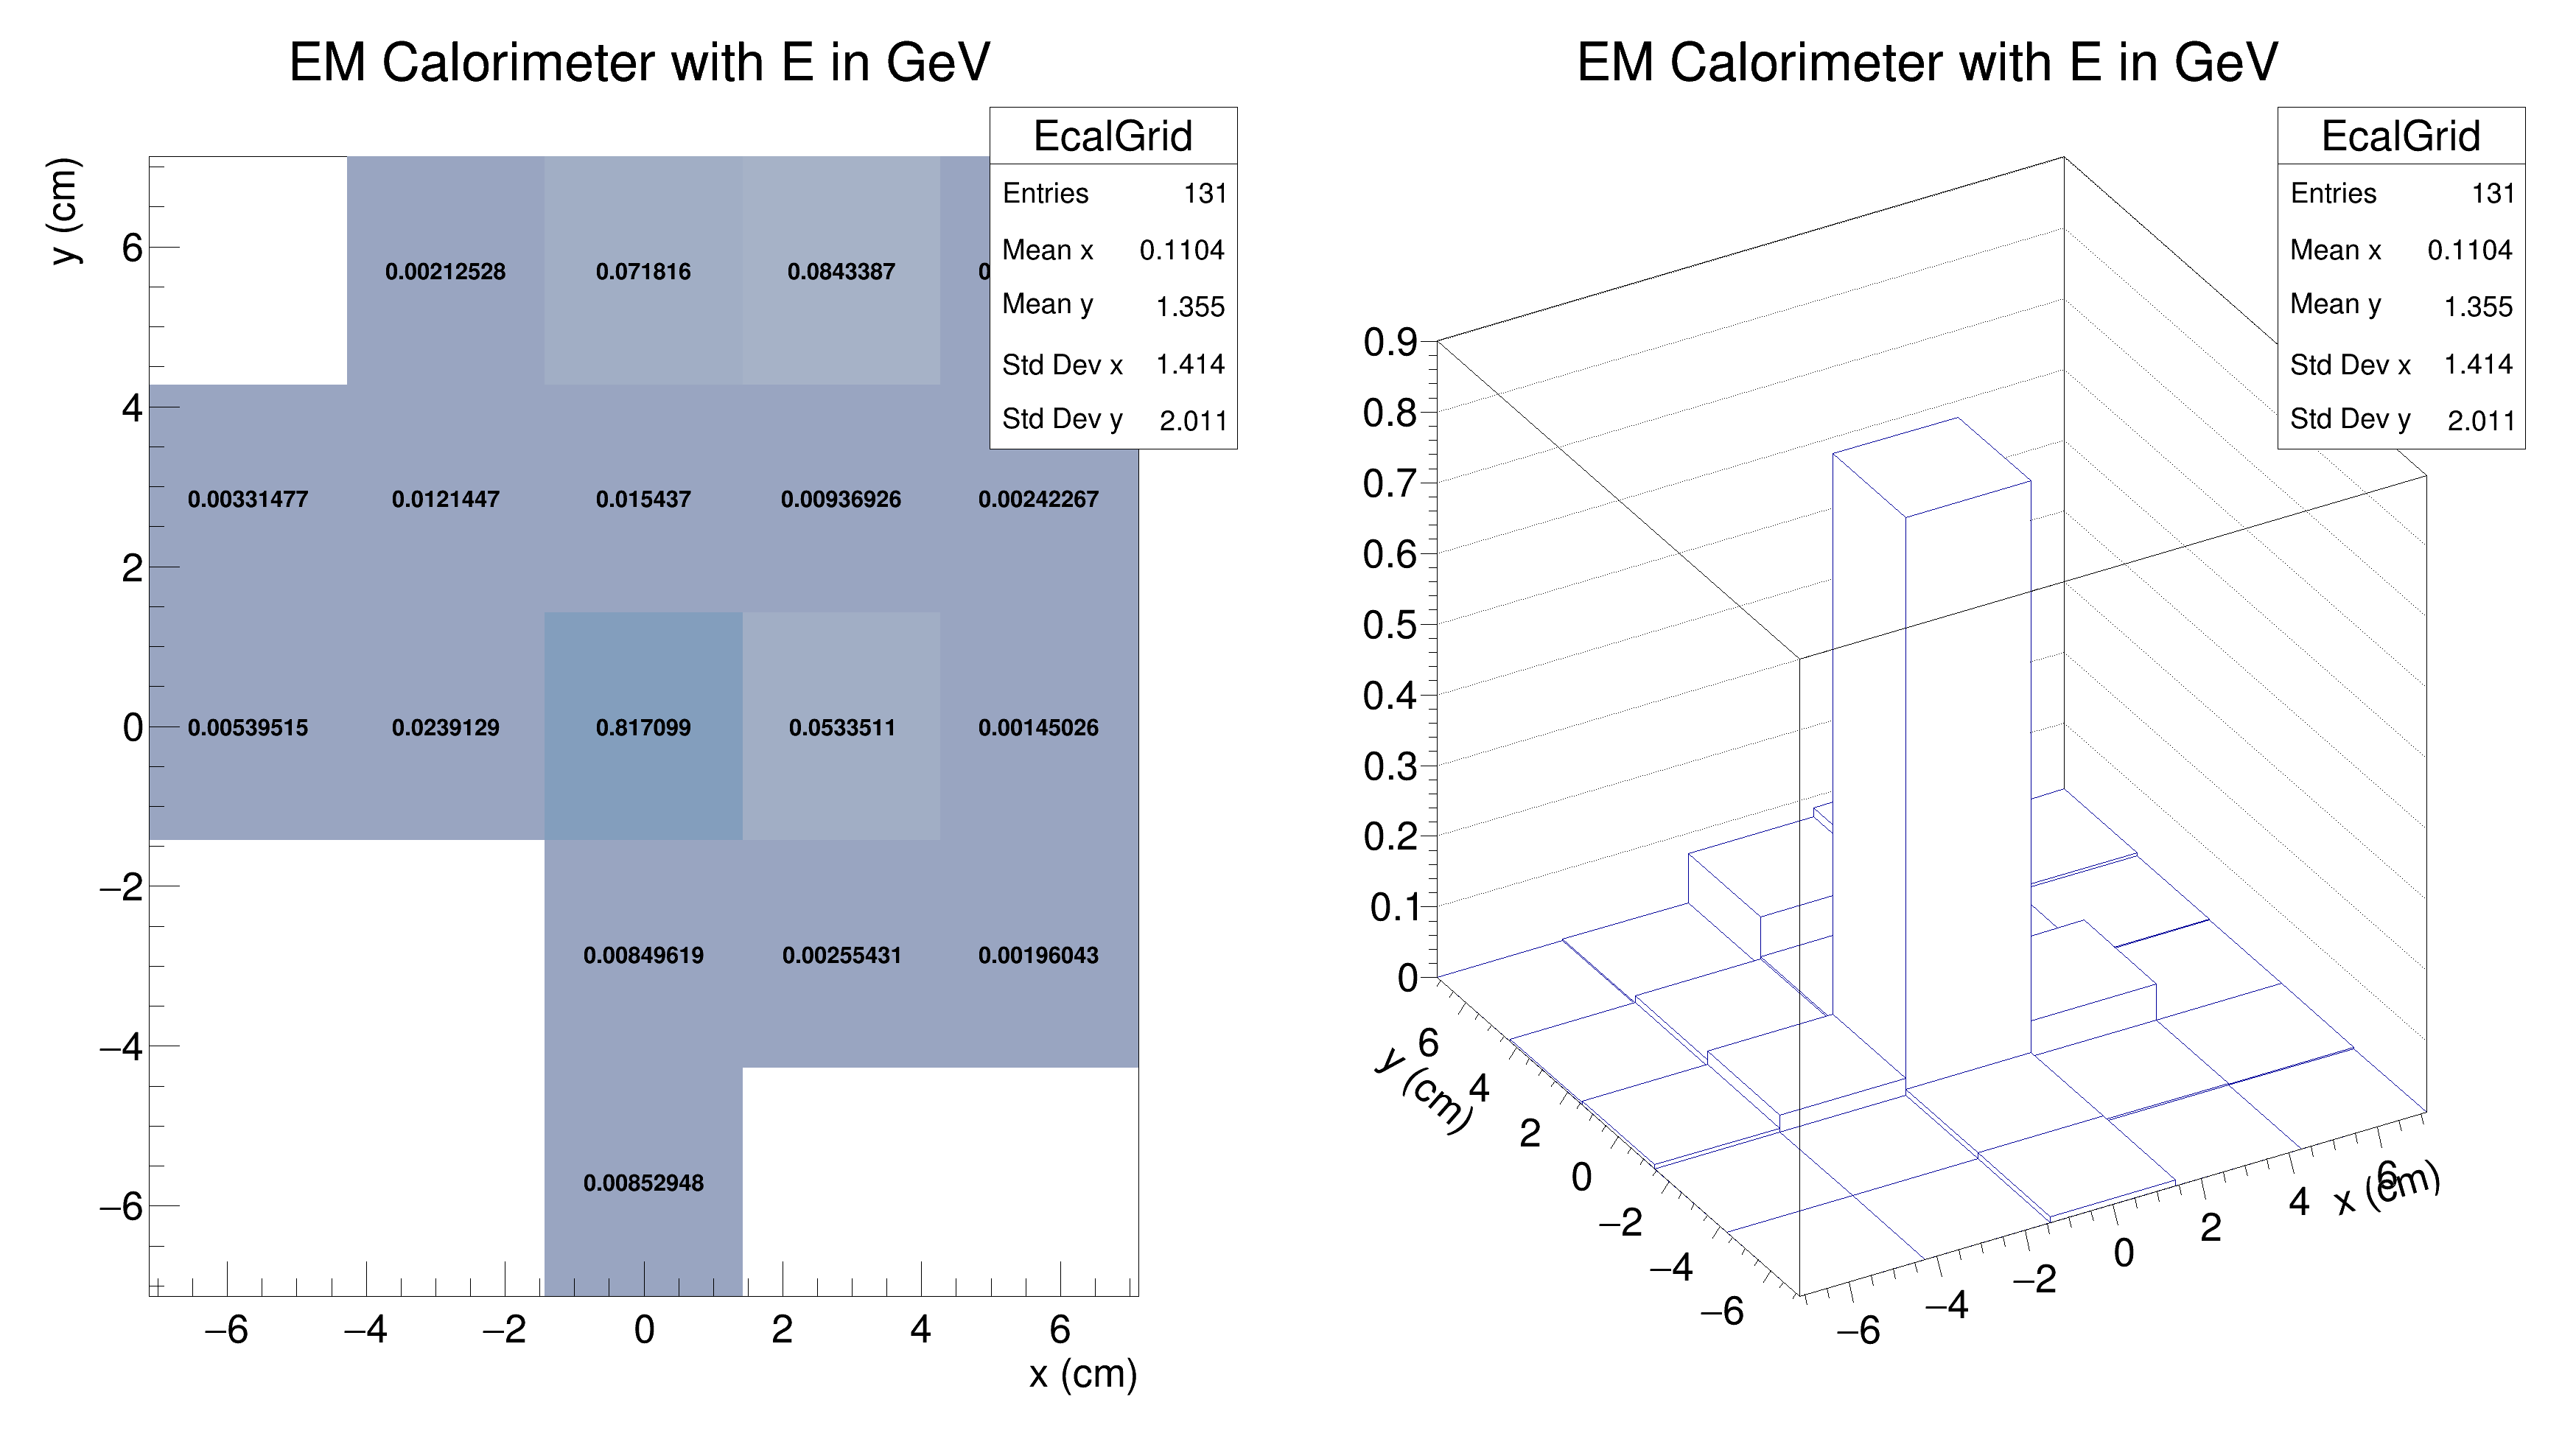 EM Calorimeter with E in GeV
y (cm)
EcalGrid
Entries 131
Mean x 0.1104
Mean y 1.355
Std Dev x 1.414
Std Dev y 2.011
6
4
2
0
−2
−4
−6
0.00212528 0.071816 0.0843387
0.00331477 0.0121447 0.015437 0.00936926 0.00242267
0.00539515 0.0239129 0.817099 0.0533511 0.00145026
0.00849619 0.00255431 0.00196043
0.00852948
−6 −4 −2 0 2 4 6
x (cm)
EM Calorimeter with E in GeV
EcalGrid
Entries 131
Mean x 0.1104
Mean y 1.355
Std Dev x 1.414
Std Dev y 2.011
0.9
0.8
0.7
0.6
0.5
0.4
0.3
0.2
0.1
0
y (cm)
6
4
2
0
−2
−4
−6
−6 −4 −2 0 2 4 6
x (cm)